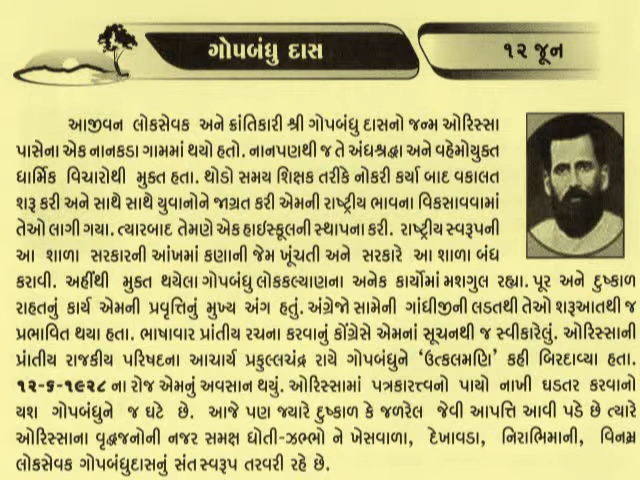 ગોપબંધુ દાસ
૧૨ જૂન
આજીવન લોકસેવક અને ક્રાંતિકારી શ્રી ગોપબંધુ દાસનો જન્મ ઓરિસ્સા
પાસેના એક નાનકડા ગામમાં થયો હતો. નાનપણથી જ તે અંધશ્રદ્ધા અને વહેમોયુક્ત
ધાર્મિક વિચારોથી મુક્ત હતા. થોડો સમય શિક્ષક તરીકે નોકરી કર્યા બાદ વકાલત
શરૂ કરી અને સાથે સાથે યુવાનોને જાગ્રત કરી એમની રાષ્ટ્રીય ભાવના વિકસાવવામાં
તેઓ લાગી ગયા. ત્યારબાદ તેમણે એક હાઈસ્કૂલની સ્થાપના કરી. રાષ્ટ્રીય સ્વરૂપની
આ શાળા સરકારની આંખમાં કણાની જેમ ખૂંચતી અને સરકારે આ શાળા બંધ
કરાવી. અહીંથી મુક્ત થયેલા ગોપબંધુ લોકકલ્યાણના અનેક કાર્યોમાં મશગુલ રહ્યા. પૂર અને દુષ્કાળ
રાહતનું કાર્ય એમની પ્રવૃત્તિનું મુખ્ય અંગ હતું. અંગ્રેજો સામેની ગાંધીજીની લડતથી તેઓ શરૂઆતથી જ
પ્રભાવિત થયા હતા. ભાષાવાર પ્રાંતીય રચના કરવાનું કોંગ્રેસે એમનાં સૂચનથી જ સ્વીકારેલું. ઓરિસ્સાની
પ્રાંતીય રાજકીય પરિષદના આચાર્ય પ્રફુલ્લચંદ્ર રાયે ગોપબંધુને ‘ઉત્કલમણિ’ કહી બિરદાવ્યા હતા.
૧૨-૬-૧૯૨૮ ના રોજ એમનું અવસાન થયું. ઓરિસ્સામાં પત્રકારત્ત્વનો પાયો નાખી ઘડતર કરવાનો
યશ ગોપબંધુને જ ઘટે છે. આજે પણ જ્યારે દુષ્કાળ કે જળરેલ જેવી આપત્તિ આવી પડે છે ત્યારે
ઓરિસ્સાના વૃદ્ધજનોની નજર સમક્ષ ધોતી-ઝભ્ભો ને ખેસવાળા, દેખાવડા, નિરાભિમાની, વિનમ્ર
લોકસેવક ગોપબંધુદાસનું સંત સ્વરૂપ તરવરી રહે છે.